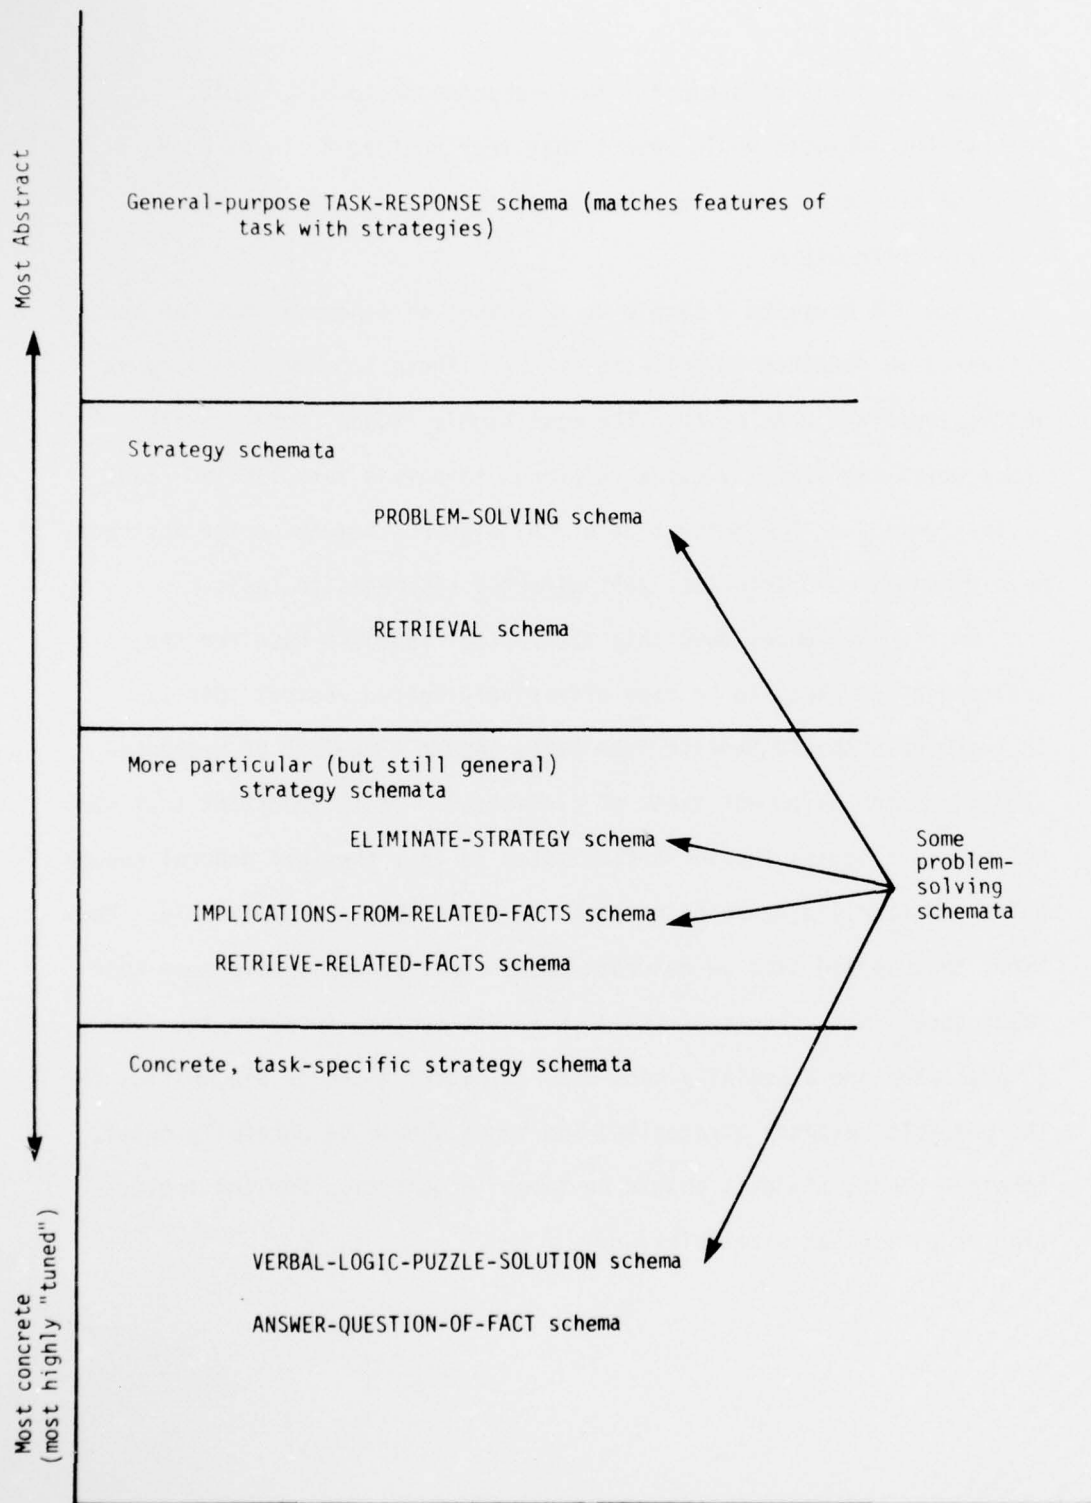 Most Abstract
General-purpose TASK-RESPONSE schema (matches features of
task with strategies)
Strategy schemata
PROBLEM-SOLVING schema
RETRIEVAL schema
More particular (but still general)
strategy schemata
ELIMINATE-STRATEGY schema
IMPLICATIONS-FROM-RELATED-FACTS schema
RETRIEVE-RELATED-FACTS schema
Some
problem-
solving
schemata
Concrete, task-specific strategy schemata
VERBAL-LOGIC-PUZZLE-SOLUTION schema
ANSWER-QUESTION-OF-FACT schema
Most concrete
(most highly "tuned")